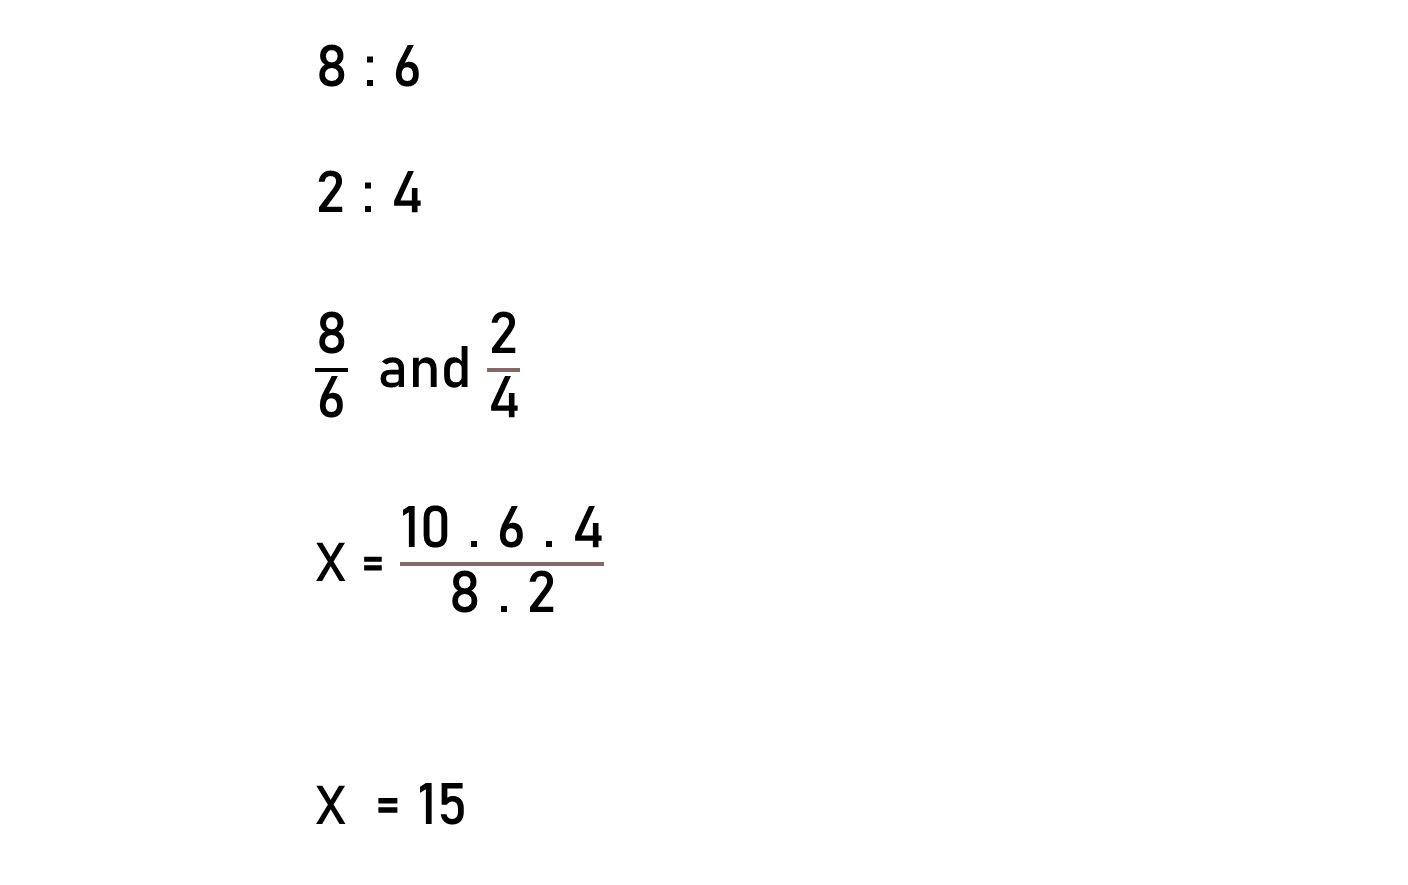 8 : 6
2 : 4
8/6 and 2/4
X = 10 . 6 . 4 / 8 . 2
X = 15